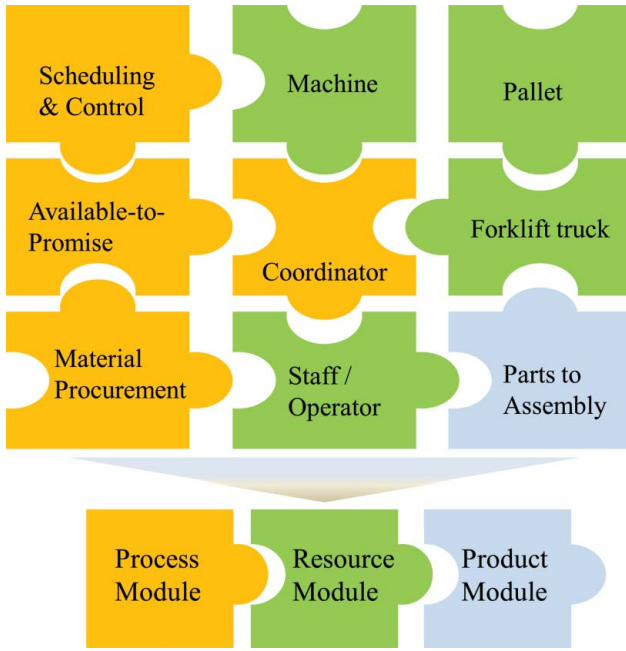 Scheduling
& Control
Machine
Pallet
Available-to-
Promise
Coordinator
Forklift truck
Material
Procurement
Staff /
Operator
Parts to
Assembly
Process
Module
Resource
Module
Product
Module